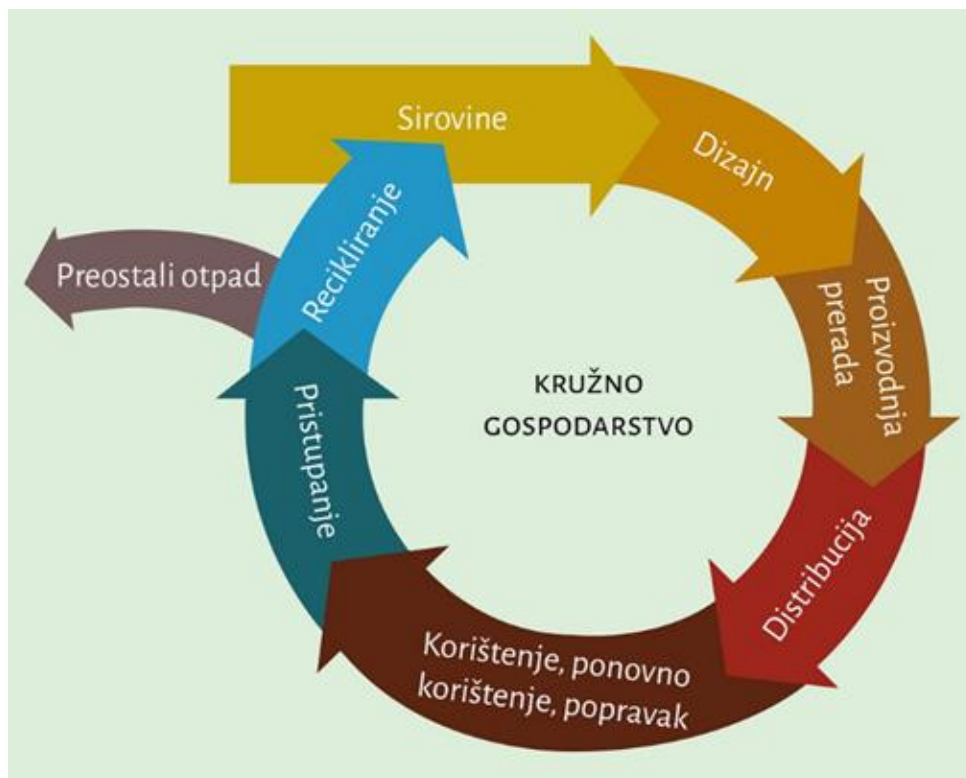 Sirovine
Dizajn
Proizvodnja
prerada
Distribucija
Korištenje, ponovno
korištenje, popravak
Pristupanje
Recikliranje
Preostali otpad
KRUŽNO
GOSPODARSTVO